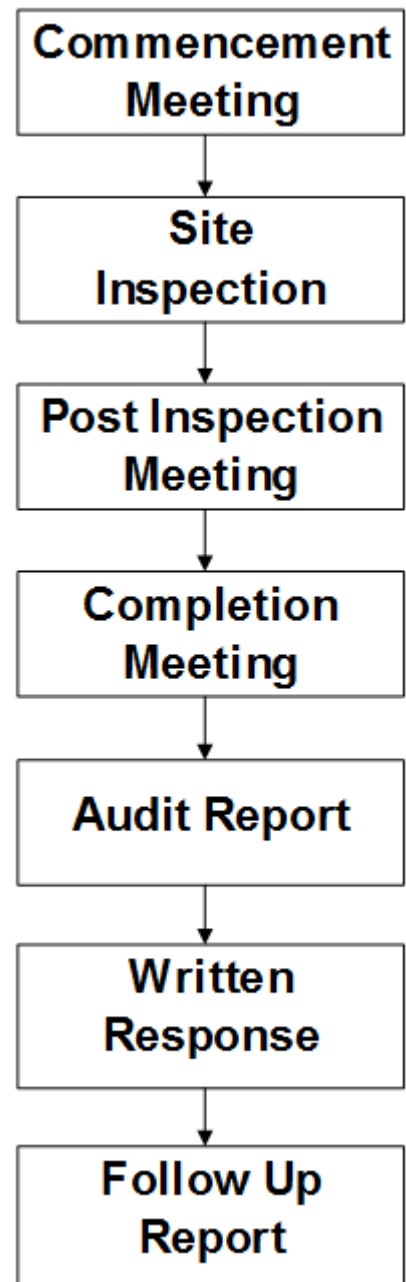 Commencement
Meeting
Site
Inspection
Post Inspection
Meeting
Completion
Meeting
Audit Report
Written
Response
Follow Up
Report